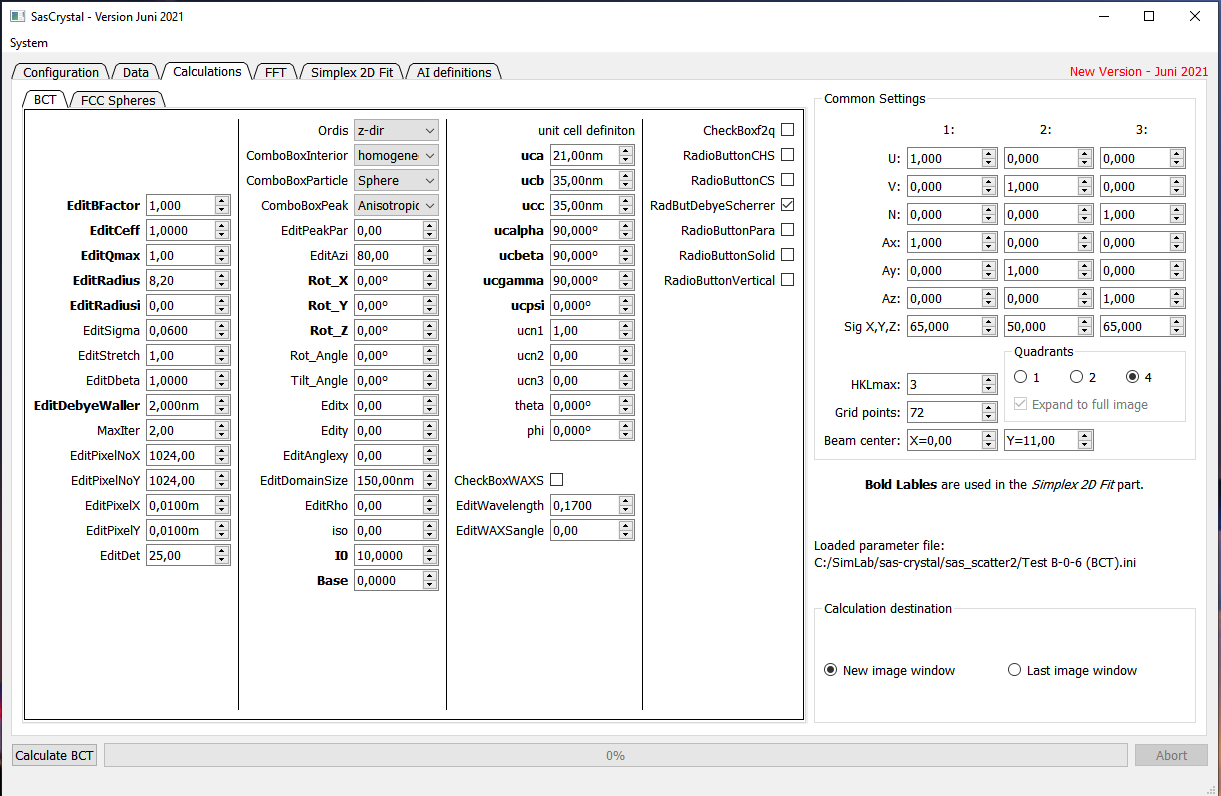 SasCrystal - Version Juni 2021
System
Configuration Data Calculations FFT Simplex 2D Fit AI definitions
New Version - Juni 2021
BCT FCC Spheres
EditBFactor 1,000
EditCeff 1,0000
EditQmax 1,00
EditRadius 8,20
EditRadiusi 0,00
EditSigma 0,0600
EditStretch 1,00
EditDbeta 1,0000
EditDebyeWaller 2,000nm
MaxIter 2,00
EditPixelNoX 1024,00
EditPixelNoY 1024,00
EditPixelX 0,0100m
EditPixelY 0,0100m
EditDet 25,00
Ordis z-dir
ComboBoxInterior homogene
ComboBoxParticle Sphere
ComboBoxPeak Anisotropic
EditPeakPar 0,00
EditAzi 80,00
Rot_X 0,00°
Rot_Y 0,00°
Rot_Z 0,00°
Rot_Angle 0,00°
Tilt_Angle 0,00°
Editx 0,00
Edity 0,00
EditAnglexy 0,00
EditDomainSize 150,00nm
EditRho 0,00
iso 0,00
I0 10,0000
Base 0,0000
unit cell definiton
uca 21,00nm
ucb 35,00nm
ucc 35,00nm
ucalpha 90,000°
ucbeta 90,000°
ucgamma 90,000°
ucpsi 0,000°
ucn1 1,00
ucn2 0,00
ucn3 0,00
theta 0,000°
phi 0,000°
CheckBoxWAXS
EditWavelength 0,1700
EditWAXSangle 0,00
CheckBoxf2q
RadioButtonCHS
RadioButtonCS
RadButDebyeScherrer
RadioButtonPara
RadioButtonSolid
RadioButtonVertical
Common Settings
1: 2: 3:
U: 1,000 0,000 0,000
V: 0,000 1,000 0,000
N: 0,000 0,000 1,000
Ax: 1,000 0,000 0,000
Ay: 0,000 1,000 0,000
Az: 0,000 0,000 1,000
Sig X,Y,Z: 65,000 50,000 65,000
Quadrants
1 2 4
Expand to full image
HKLmax: 3
Grid points: 72
Beam center: X=0,00 Y=11,00
Bold Lables are used in the Simplex 2D Fit part.
Loaded parameter file:
C:/SimLab/sas-crystal/sas_scatter2/Test B-0-6 (BCT).ini
Calculation destination
New image window Last image window
Calculate BCT 0% Abort